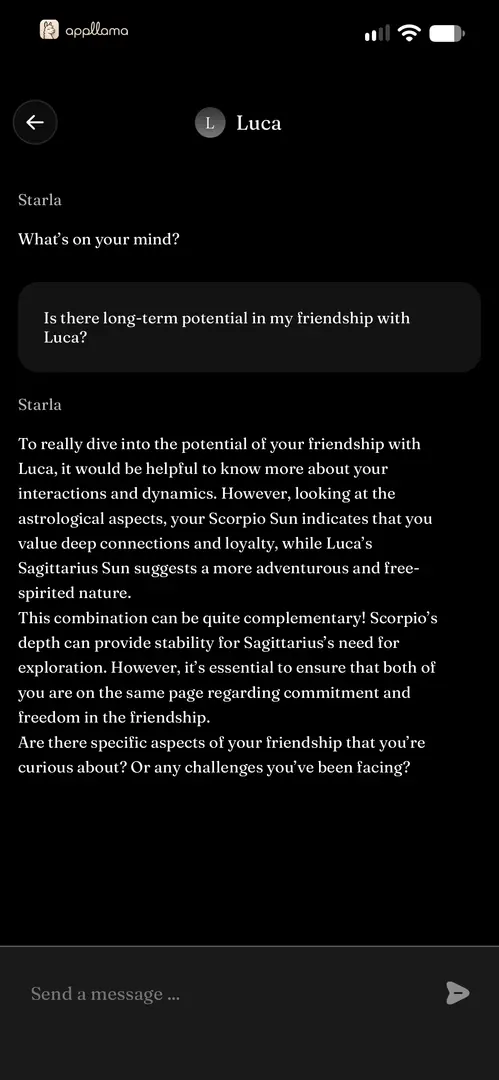 appllama
L Luca
Starla
What's on your mind?
Is there long-term potential in my friendship with
Luca?
Starla
To really dive into the potential of your friendship with
Luca, it would be helpful to know more about your
interactions and dynamics. However, looking at the
astrological aspects, your Scorpio Sun indicates that you
value deep connections and loyalty, while Luca's
Sagittarius Sun suggests a more adventurous and free-
spirited nature.
This combination can be quite complementary! Scorpio's
depth can provide stability for Sagittarius's need for
exploration. However, it's essential to ensure that both of
you are on the same page regarding commitment and
freedom in the friendship.
Are there specific aspects of your friendship that you're
curious about? Or any challenges you've been facing?
Send a message ...